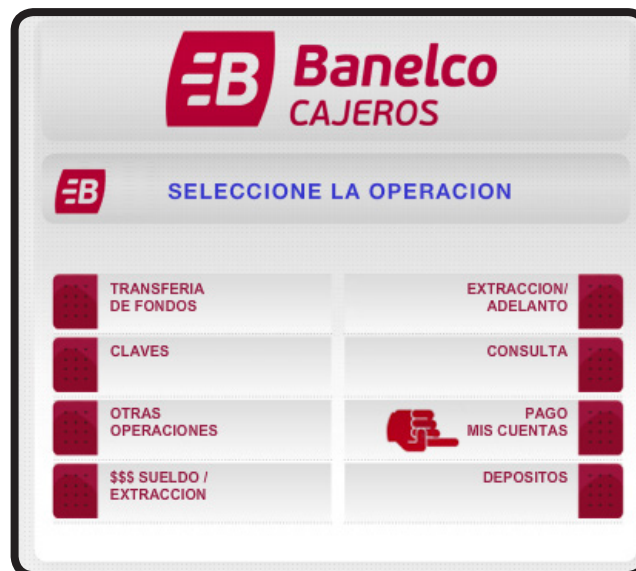 Banelco
CAJEROS
SELECCIONE LA OPERACION
TRANSFERIA
DE FONDOS
EXTRACCION/
ADELANTO
CLAVES
CONSULTA
OTRAS
OPERACIONES
PAGO
MIS CUENTAS
$$$ SUELDO /
EXTRACCION
DEPOSITOS